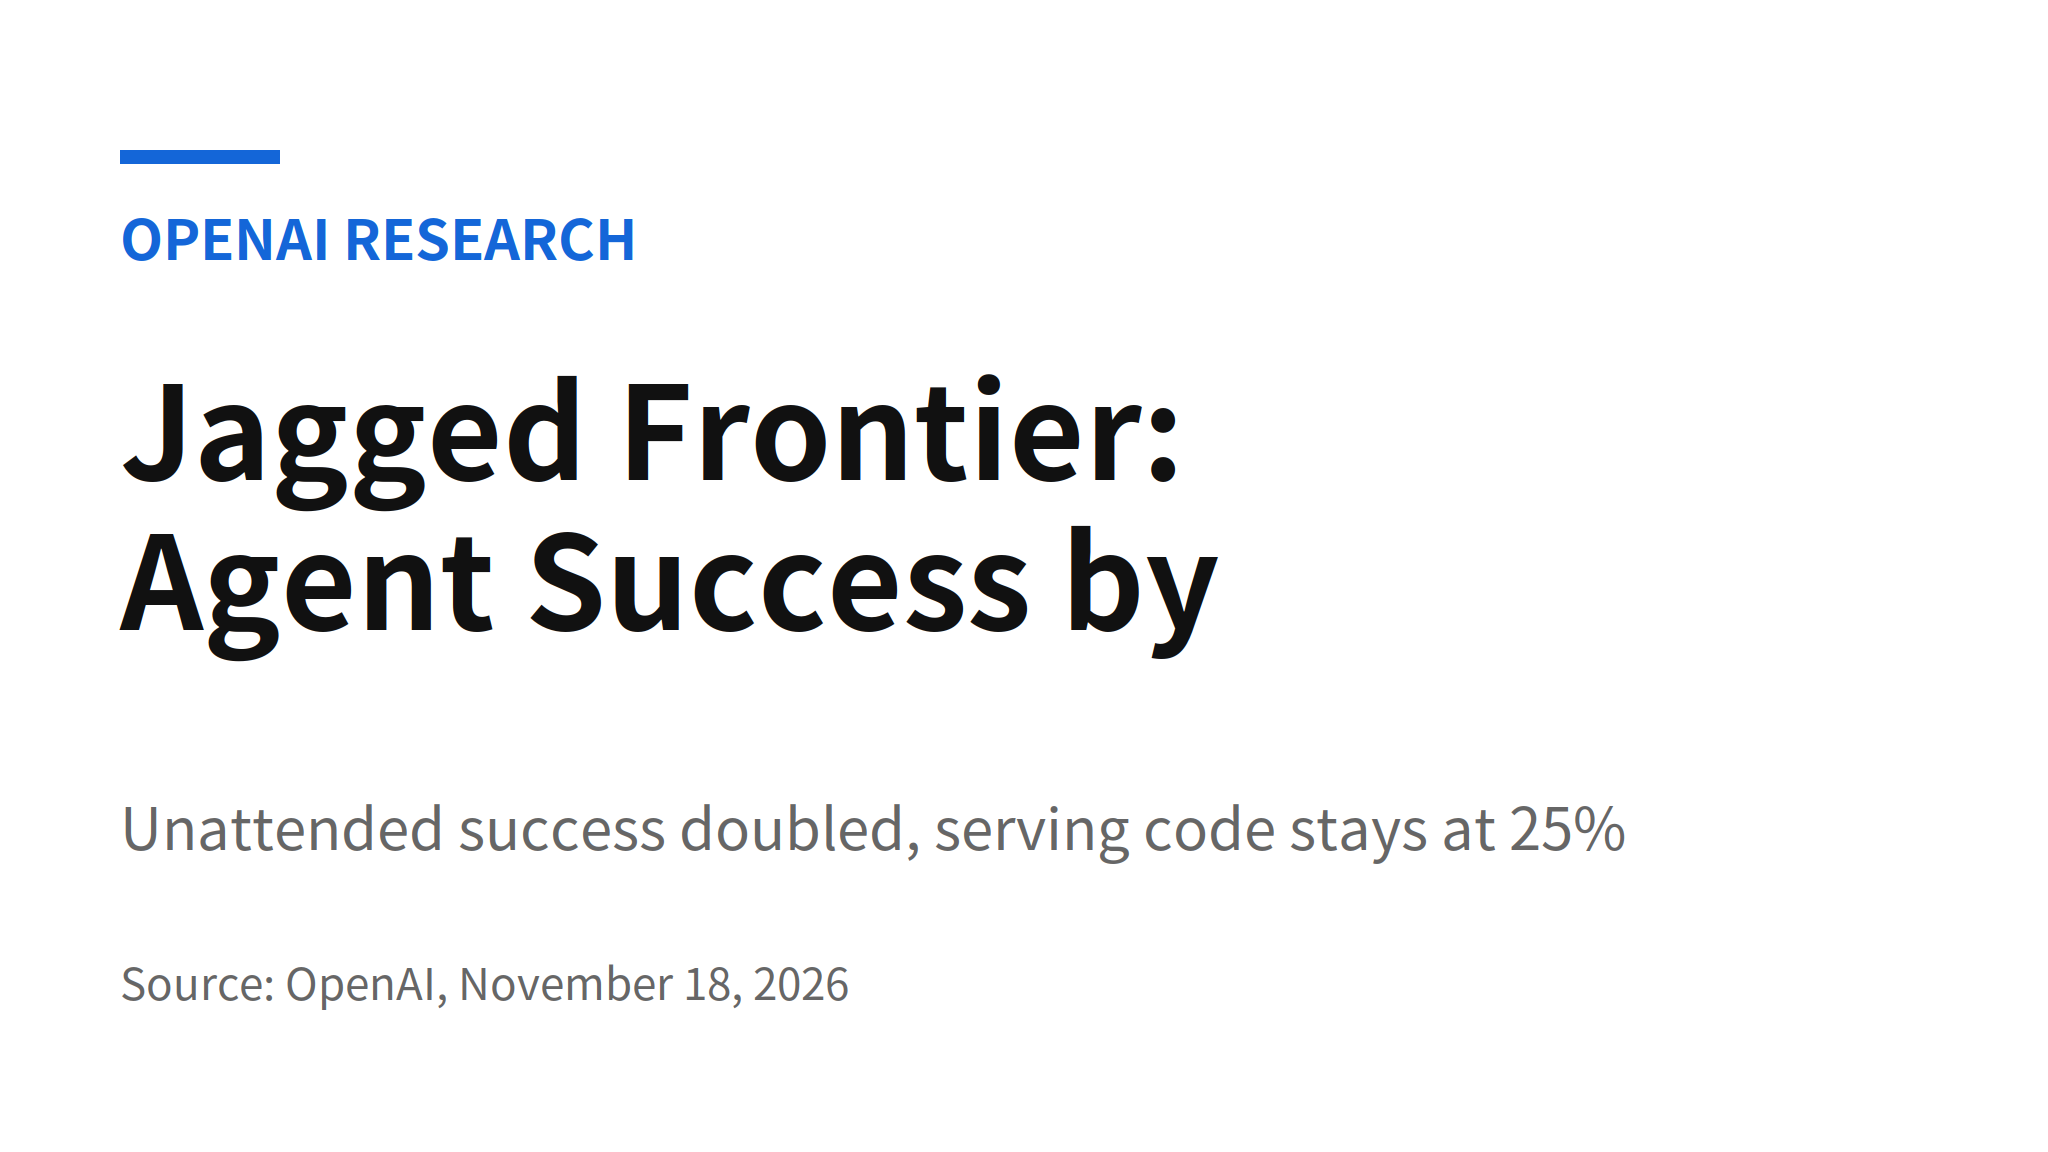 OPENAI RESEARCH
Jagged Frontier:
Agent Success by
Unattended success doubled, serving code stays at 25%
Source: OpenAI, November 18, 2026